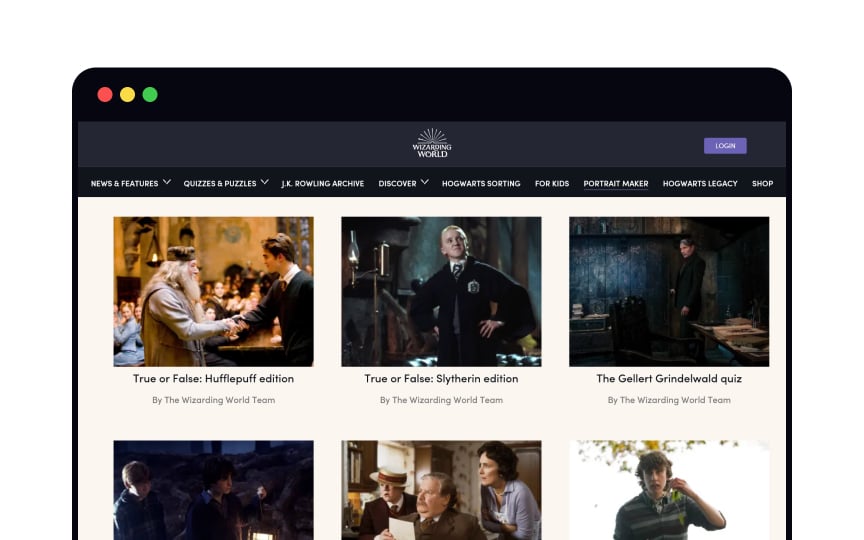 WIZARDING
WORLD
LOGIN
NEWS & FEATURES QUIZZES & PUZZLES J.K. ROWLING ARCHIVE DISCOVER HOGWARTS SORTING FOR KIDS PORTRAIT MAKER HOGWARTS LEGACY SHOP
True or False: Hufflepuff edition
By The Wizarding World Team
True or False: Slytherin edition
By The Wizarding World Team
The Gellert Grindelwald quiz
By The Wizarding World Team